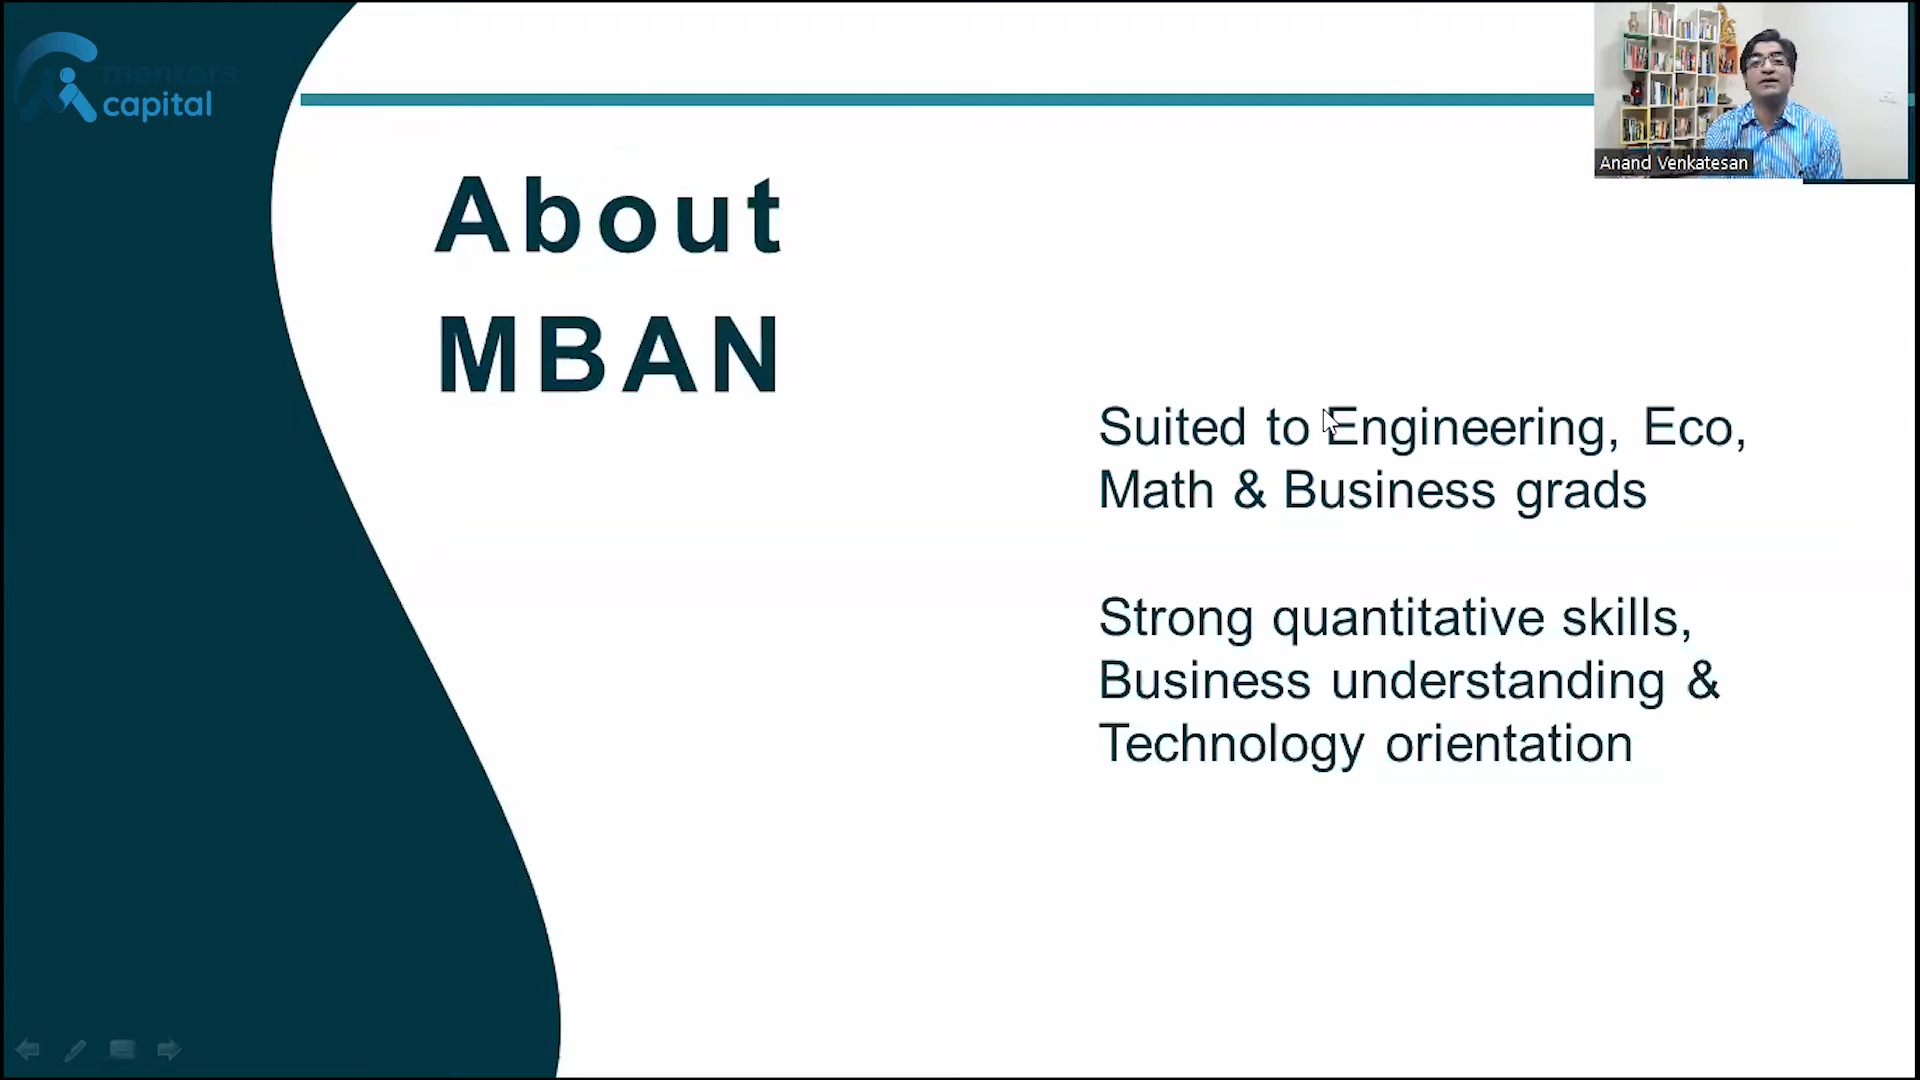 mentors
capital
Anand Venkatesan
About
MBAN
Suited to Engineering, Eco,
Math & Business grads
Strong quantitative skills,
Business understanding &
Technology orientation